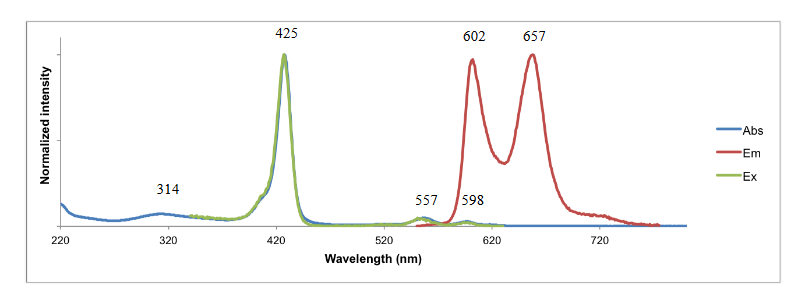 425
602
657
Normalized intensity
314
557
598
Abs
Em
Ex
220
320
420
520
620
720
Wavelength (nm)